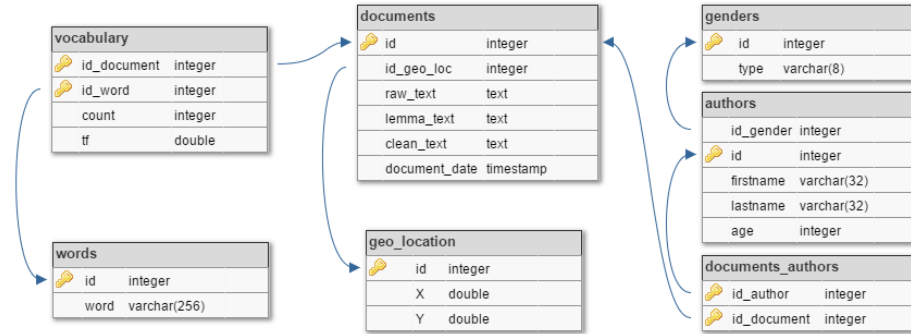 vocabulary
id_document integer
id_word integer
count integer
tf double
words
id integer
word varchar(256)
documents
id integer
id_geo_loc integer
raw_text text
lemma_text text
clean_text text
document_date timestamp
geo_location
id integer
X double
Y double
genders
id integer
type varchar(8)
authors
id_gender integer
id integer
firstname varchar(32)
lastname varchar(32)
age integer
documents_authors
id_author integer
id_document integer